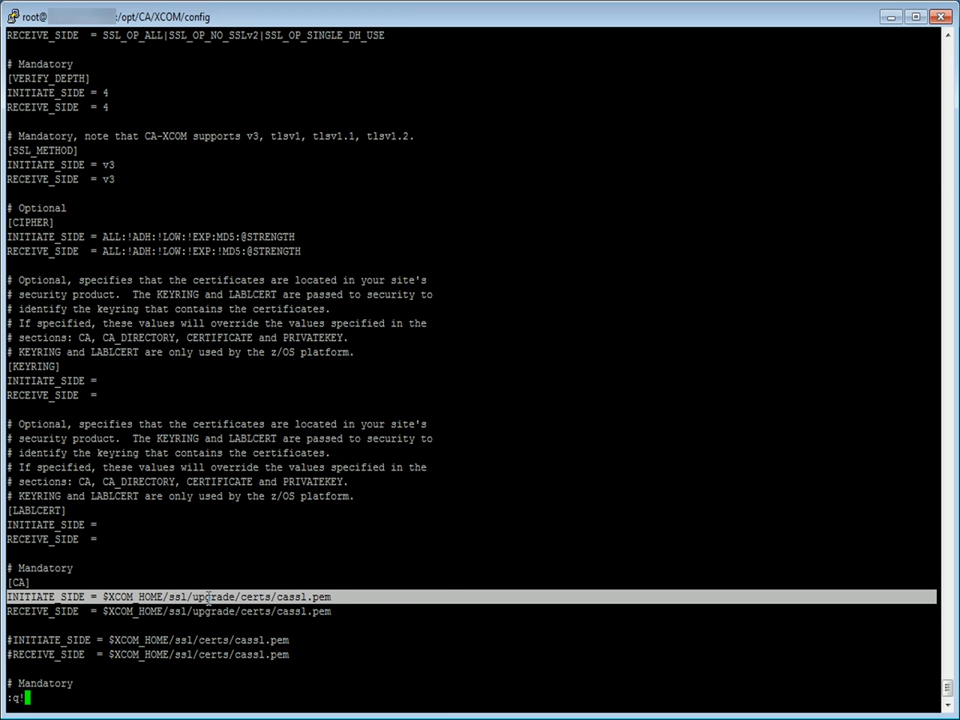 root@ :/opt/CA/XCOM/config
RECEIVE_SIDE  = SSL_OP_ALL|SSL_OP_NO_SSLv2|SSL_OP_SINGLE_DH_USE
# Mandatory
[VERIFY_DEPTH]
INITIATE_SIDE = 4
RECEIVE_SIDE  = 4
# Mandatory, note that CA-XCOM supports v3, tlsv1, tlsv1.1, tlsv1.2.
[SSL_METHOD]
INITIATE_SIDE = v3
RECEIVE_SIDE  = v3
# Optional
[CIPHER]
INITIATE_SIDE = ALL:!ADH:!LOW:!EXP:MD5:@STRENGTH
RECEIVE_SIDE  = ALL:!ADH:!LOW:!EXP:!MD5:@STRENGTH
# Optional, specifies that the certificates are located in your site's
# security product.  The KEYRING and LABLCERT are passed to security to
# identify the keyring that contains the certificates.
# If specified, these values will override the values specified in the
# sections: CA, CA_DIRECTORY, CERTIFICATE and PRIVATEKEY.
# KEYRING and LABLCERT are only used by the z/OS platform.
[KEYRING]
INITIATE_SIDE =
RECEIVE_SIDE  =
# Optional, specifies that the certificates are located in your site's
# security product.  The KEYRING and LABLCERT are passed to security to
# identify the keyring that contains the certificates.
# If specified, these values will override the values specified in the
# sections: CA, CA_DIRECTORY, CERTIFICATE and PRIVATEKEY.
# KEYRING and LABLCERT are only used by the z/OS platform.
[LABLCERT]
INITIATE_SIDE =
RECEIVE_SIDE  =
# Mandatory
[CA]
INITIATE_SIDE = $XCOM_HOME/ssl/upgrade/certs/cassl.pem
RECEIVE_SIDE  = $XCOM_HOME/ssl/upgrade/certs/cassl.pem
#INITIATE_SIDE = $XCOM_HOME/ssl/certs/cassl.pem
#RECEIVE_SIDE  = $XCOM_HOME/ssl/certs/cassl.pem
# Mandatory
:q!